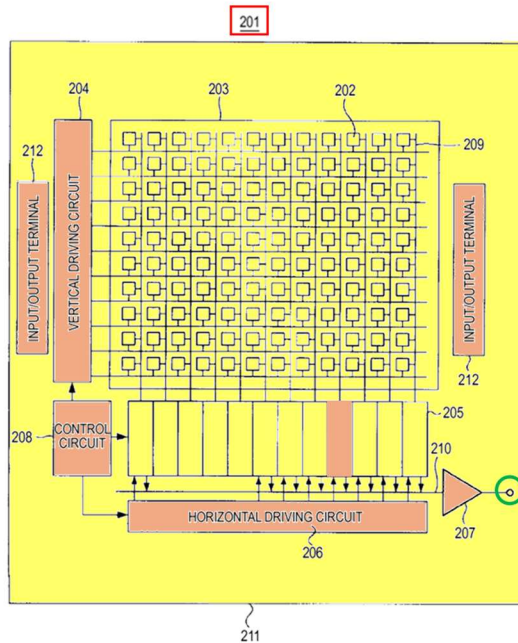 201
204
203
202
209
212
INPUT/OUTPUT TERMINAL
VERTICAL DRIVING CIRCUIT
INPUT/OUTPUT TERMINAL
212
208
CONTROL
CIRCUIT
205
210
HORIZONTAL DRIVING CIRCUIT
207
206
211